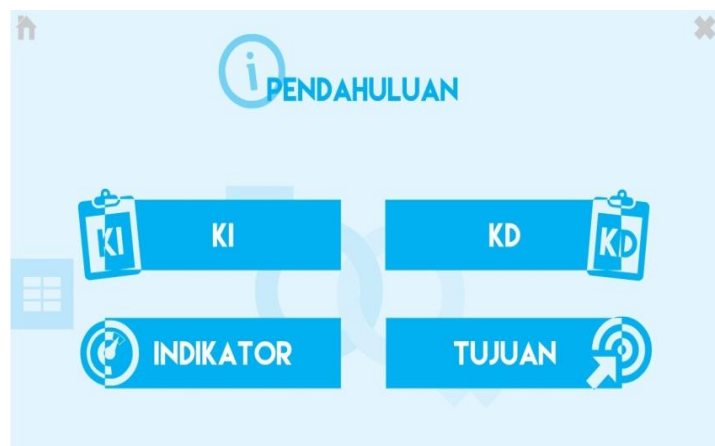 i
PENDAHULUAN
KI KI
KD KD
INDIKATOR
TUJUAN